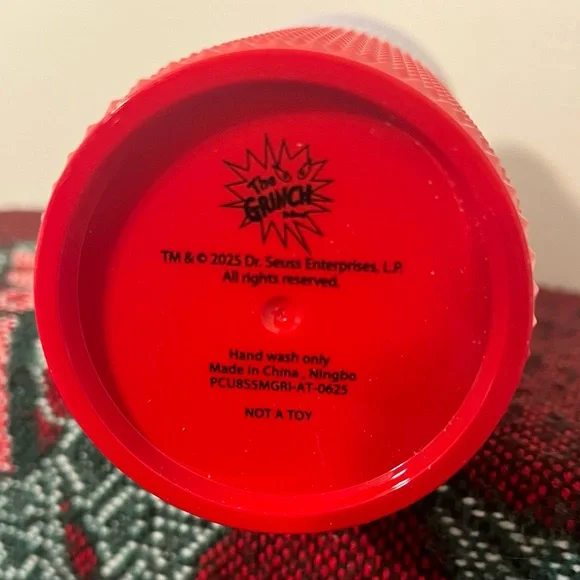 The
GRINCH
TM & © 2025 Dr. Seuss Enterprises, L.P.
All rights reserved.
Hand wash only
Made in China , Ningbo
PCU8S5MGRI-AT-0625
NOT A TOY